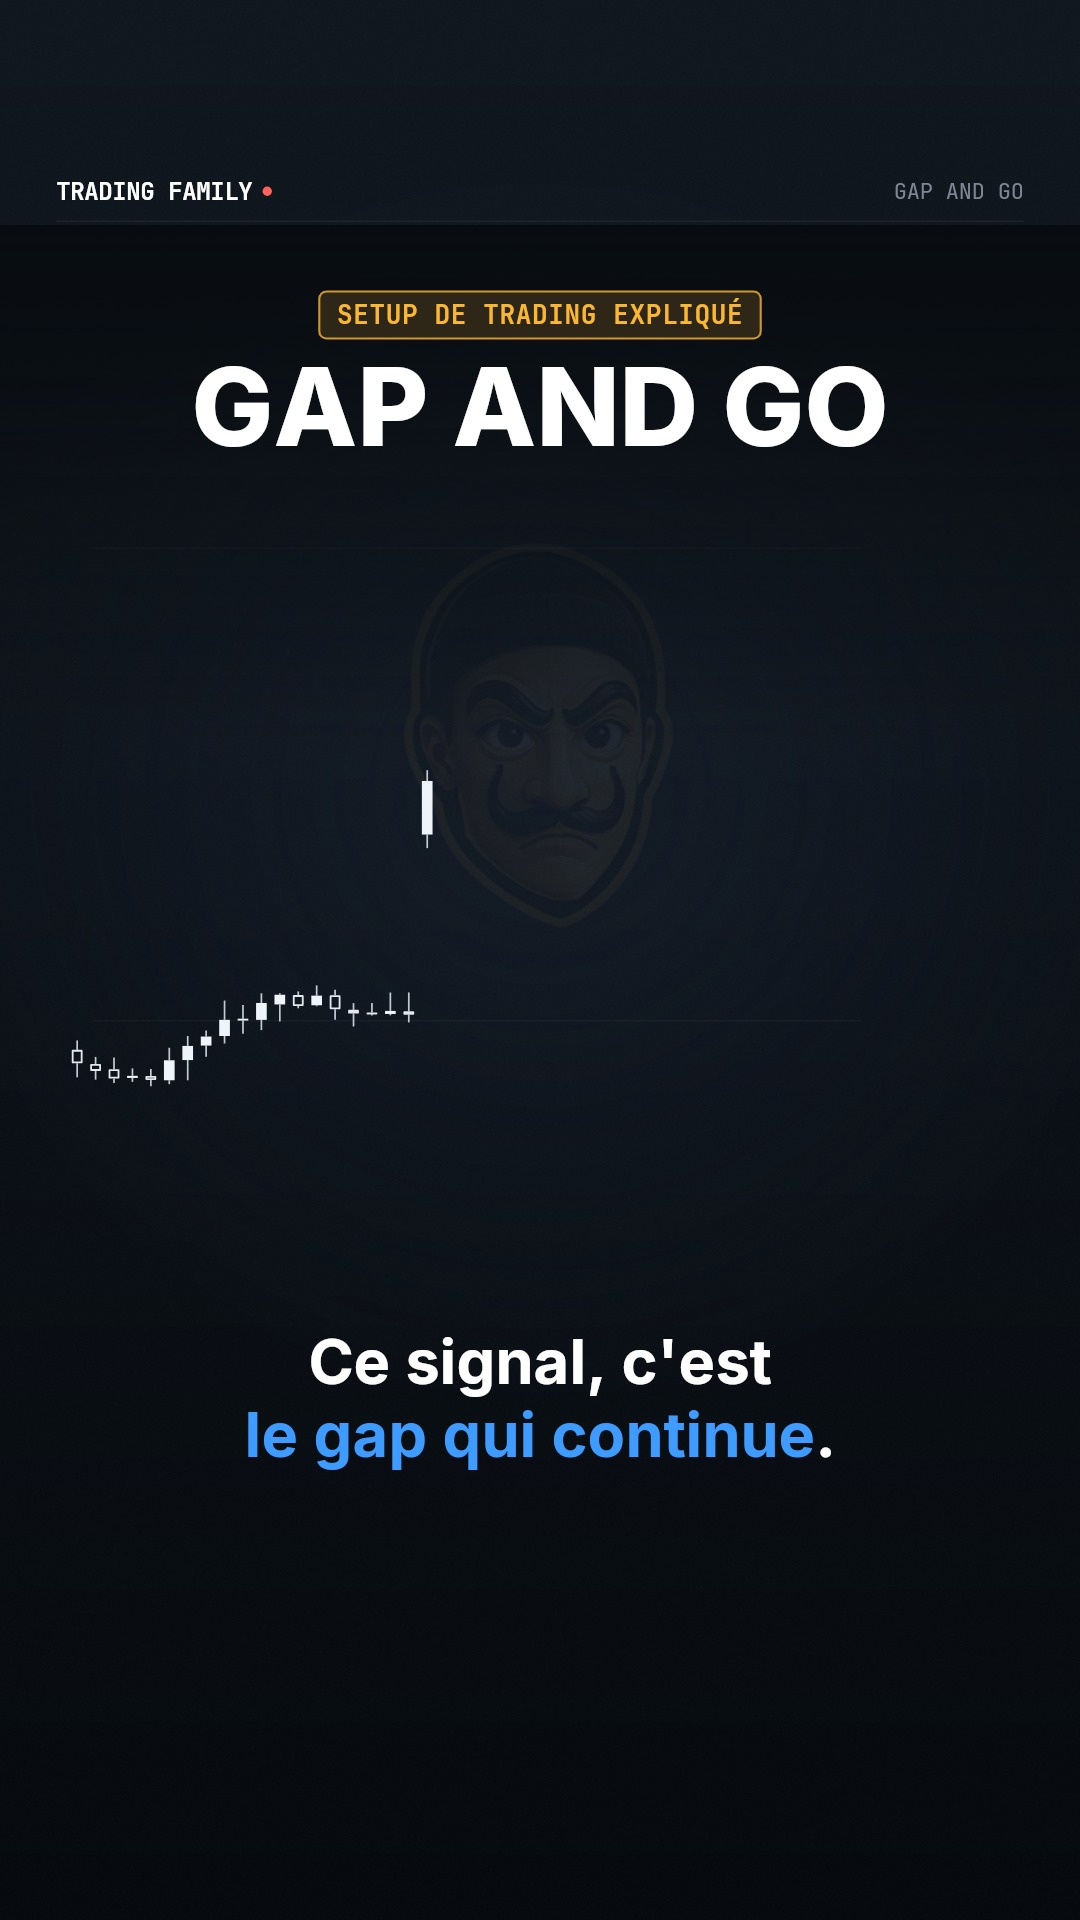 TRADING FAMILY
GAP AND GO
SETUP DE TRADING EXPLIQUÉ
GAP AND GO
Ce signal, c'est
le gap qui continue.